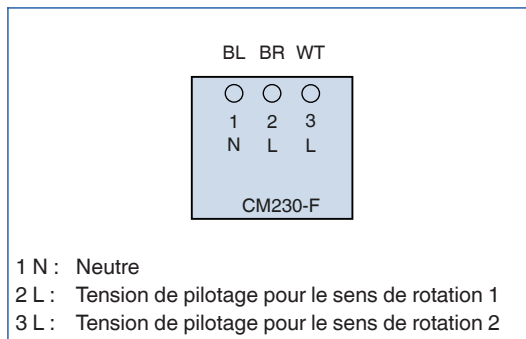 BL BR WT
1 2 3
N L L
CM230-F
1 N : Neutre
2 L : Tension de pilotage pour le sens de rotation 1
3 L : Tension de pilotage pour le sens de rotation 2